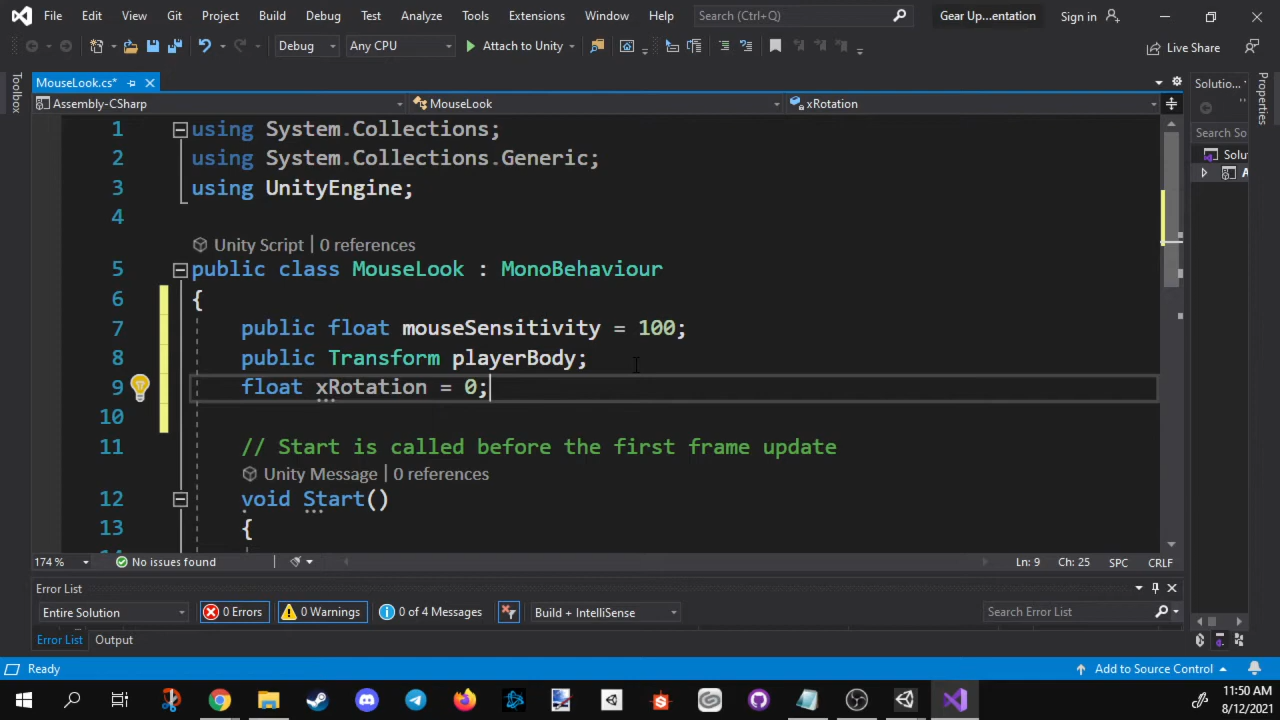 File Edit View Git Project Build Debug Test Analyze Tools Extensions Window Help Search (Ctrl+Q) Gear Up...entation Sign in
Debug Any CPU Attach to Unity Live Share
Toolbox
MouseLook.cs*
Solutio...
Properties
Assembly-CSharp MouseLook xRotation
Search So
Solu
A
1 using System.Collections;
2 using System.Collections.Generic;
3 using UnityEngine;
4
Unity Script | 0 references
5 public class MouseLook : MonoBehaviour
6 {
7 public float mouseSensitivity = 100;
8 public Transform playerBody;
9 float xRotation = 0;
10
11 // Start is called before the first frame update
Unity Message | 0 references
12 void Start()
13 {
174 % No issues found Ln: 9 Ch: 25 SPC CRLF
Error List
Entire Solution 0 Errors 0 Warnings 0 of 4 Messages Build + IntelliSense Search Error List
Error List Output
Ready Add to Source Control
11:50 AM
8/12/2021